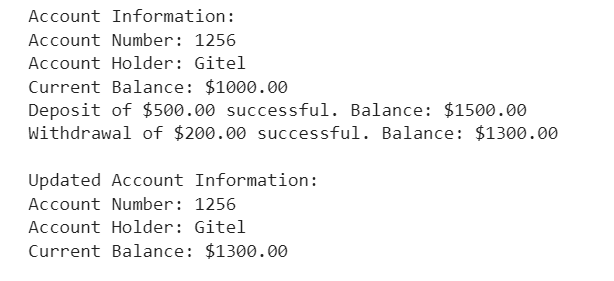 Account Information:
Account Number: 1256
Account Holder: Gitel
Current Balance: $1000.00
Deposit of $500.00 successful. Balance: $1500.00
Withdrawal of $200.00 successful. Balance: $1300.00
Updated Account Information:
Account Number: 1256
Account Holder: Gitel
Current Balance: $1300.00